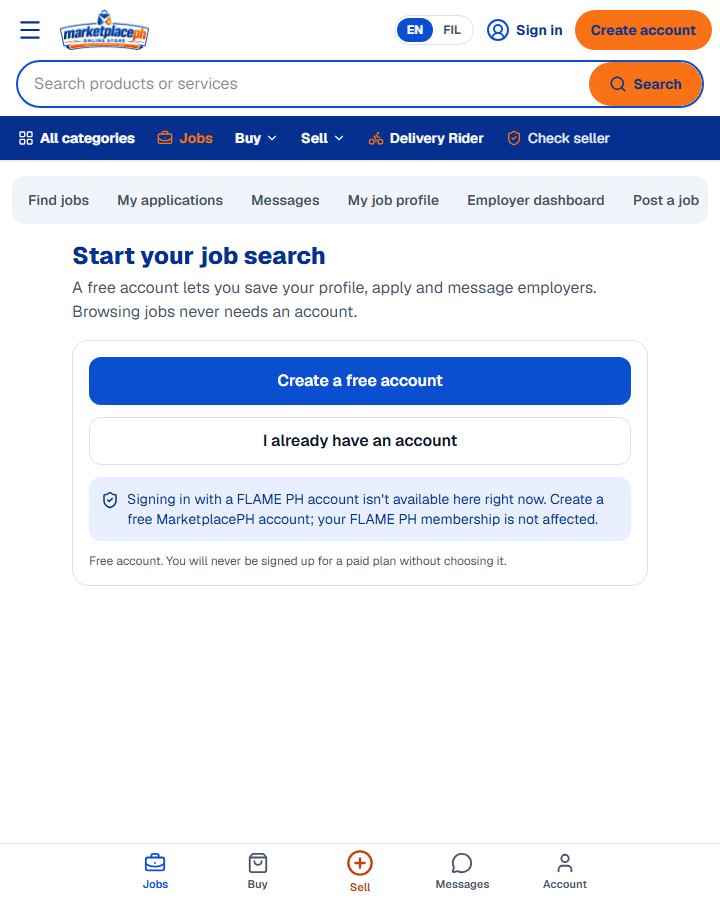 marketplaceph
ONLINE STORE
EN FIL Sign in Create account
Search products or services Search
All categories Jobs Buy Sell Delivery Rider Check seller
Find jobs My applications Messages My job profile Employer dashboard Post a job
Start your job search
A free account lets you save your profile, apply and message employers.
Browsing jobs never needs an account.
Create a free account
I already have an account
Signing in with a FLAME PH account isn't available here right now. Create a
free MarketplacePH account; your FLAME PH membership is not affected.
Free account. You will never be signed up for a paid plan without choosing it.
Jobs Buy Sell Messages Account